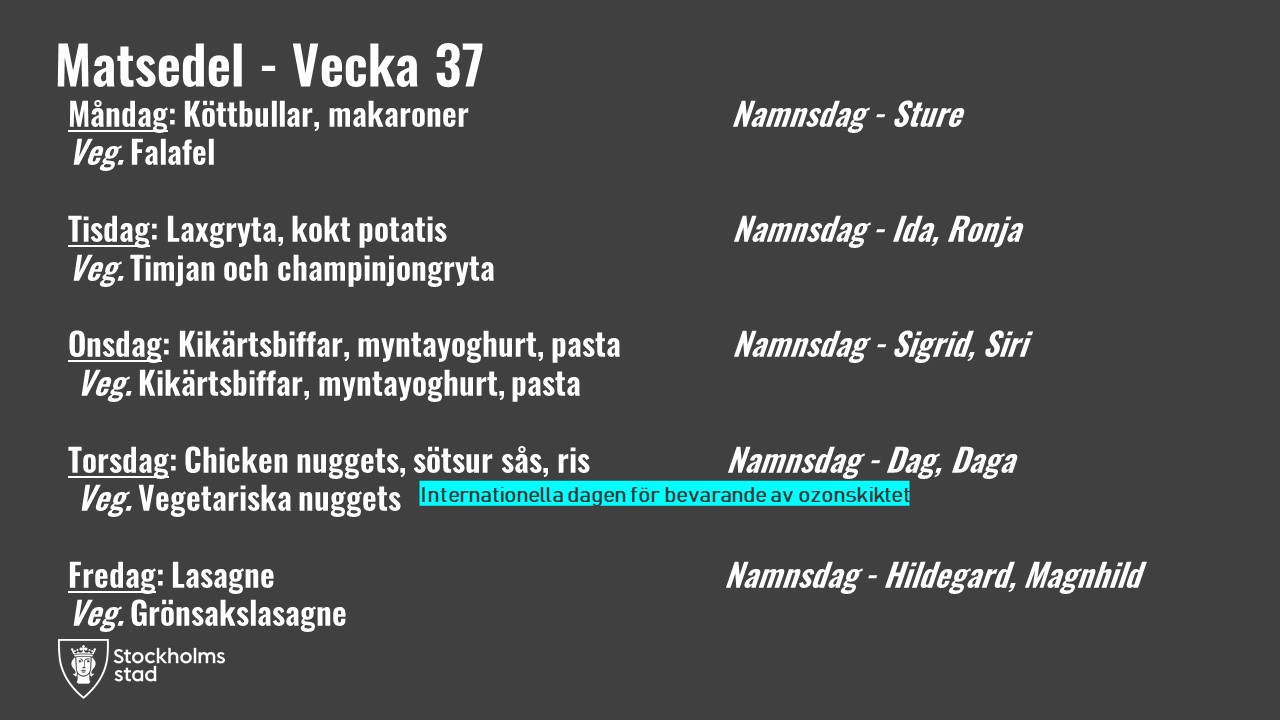 Matsedel - Vecka 37
Måndag: Köttbullar, makaroner
Namnsdag - Sture
Veg. Falafel
Tisdag: Laxgryta, kokt potatis
Namnsdag - Ida, Ronja
Veg. Timjan och champinjongryta
Onsdag: Kikärtsbiffar, myntayoghurt, pasta
Namnsdag - Sigrid, Siri
Veg. Kikärtsbiffar, myntayoghurt, pasta
Torsdag: Chicken nuggets, sötsur sås, ris
Namnsdag - Dag, Daga
Veg. Vegetariska nuggets
Internationella dagen för bevarande av ozonskiktet
Fredag: Lasagne
Namnsdag - Hildegard, Magnhild
Veg. Grönsakslasagne
Stockholms
stad